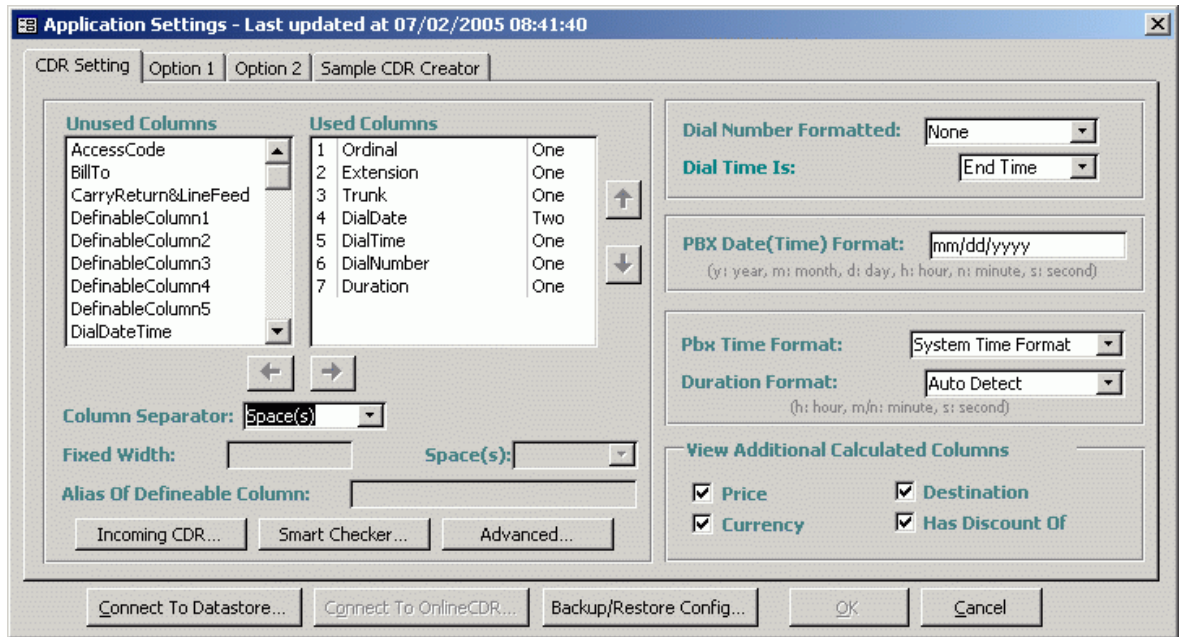 Application Settings - Last updated at 07/02/2005 08:41:40
CDR Setting
Option 1
Option 2
Sample CDR Creator
Unused Columns
AccessCode
BillTo
CarryReturn&LineFeed
DefinableColumn1
DefinableColumn2
DefinableColumn3
DefinableColumn4
DefinableColumn5
DialDateTime
Used Columns
1 Ordinal One
2 Extension One
3 Trunk One
4 DialDate Two
5 DialTime One
6 DialNumber One
7 Duration One
Column Separator: Space(s)
Fixed Width: Space(s):
Alias Of Defineable Column:
Incoming CDR... Smart Checker... Advanced...
Dial Number Formatted: None
Dial Time Is: End Time
PBX Date(Time) Format: mm/dd/yyyy
(y: year, m: month, d: day, h: hour, n: minute, s: second)
Pbx Time Format: System Time Format
Duration Format: Auto Detect
(h: hour, m/n: minute, s: second)
View Additional Calculated Columns
Price Destination
Currency Has Discount Of
Connect To Datastore... Connect To OnlineCDR... Backup/Restore Config... OK Cancel